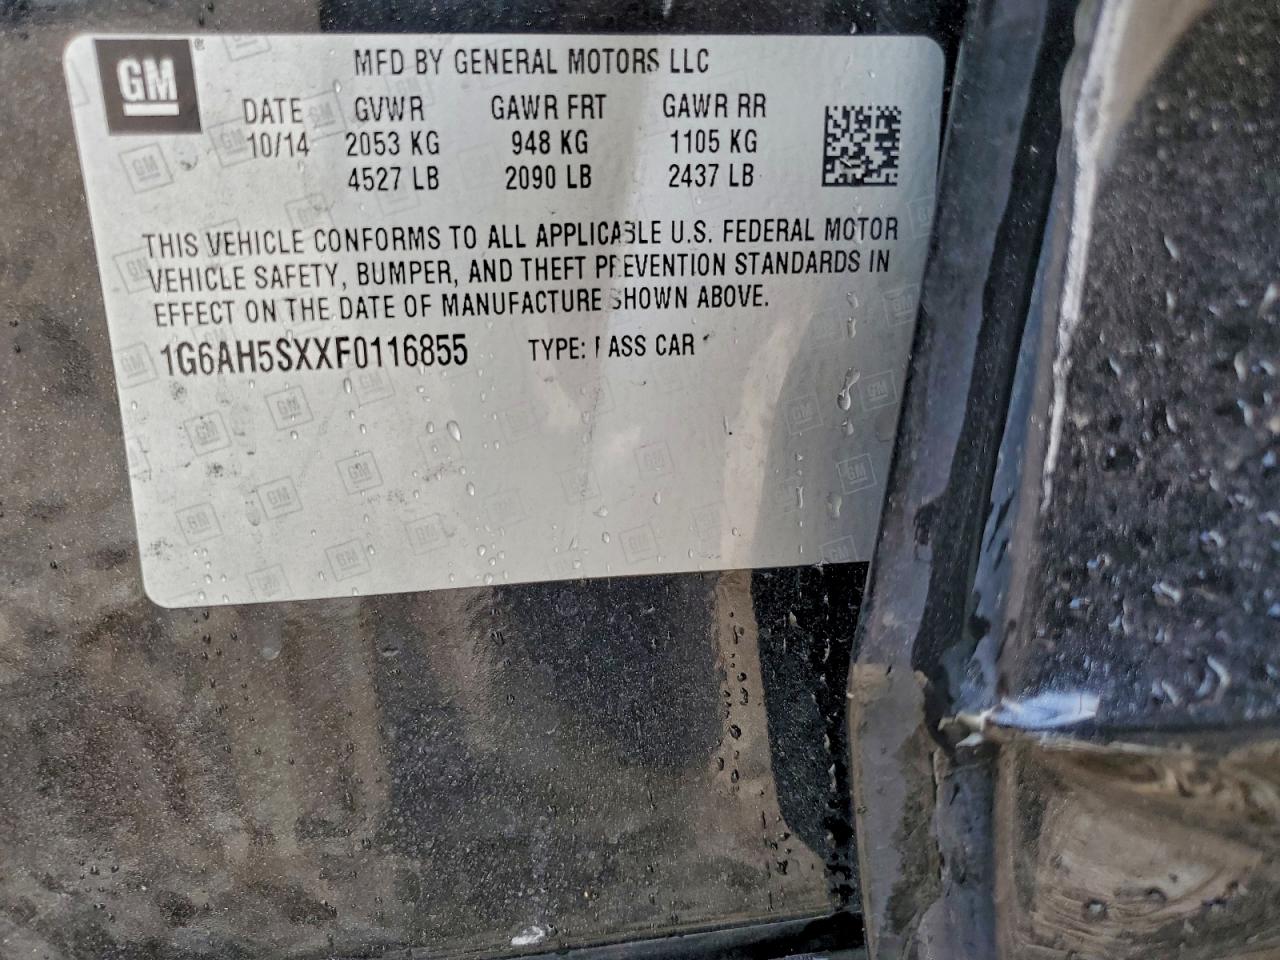 GM
MFD BY GENERAL MOTORS LLC
DATE GVWR GAWR FRT GAWR RR
10/14 2053 KG 948 KG 1105 KG
4527 LB 2090 LB 2437 LB
THIS VEHICLE CONFORMS TO ALL APPLICABLE U.S. FEDERAL MOTOR
VEHICLE SAFETY, BUMPER, AND THEFT PREVENTION STANDARDS IN
EFFECT ON THE DATE OF MANUFACTURE SHOWN ABOVE.
1G6AH5SXXF0116855 TYPE: PASS CAR